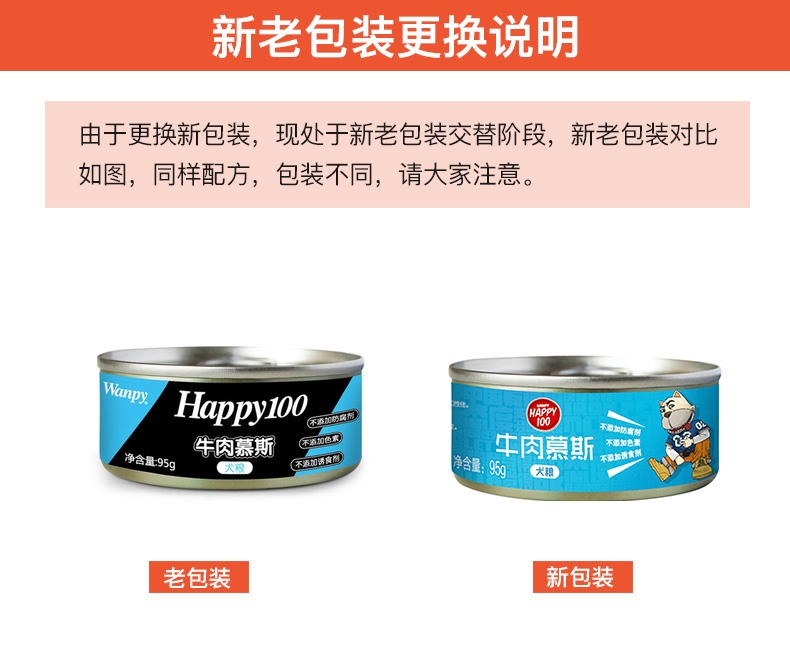 新老包装更换说明
由于更换新包装，现处于新老包装交替阶段，新老包装对比
如图，同样配方，包装不同，请大家注意。
Wanpy
Happy100
不添加防腐剂
牛肉慕斯
不添加色素
净含量:95g
犬粮
不添加诱食剂
WANPY
HAPPY
100
不添加防腐剂
牛肉慕斯
不添加色素
净含量: 95g
犬粮
不添加诱食剂
老包装
新包装